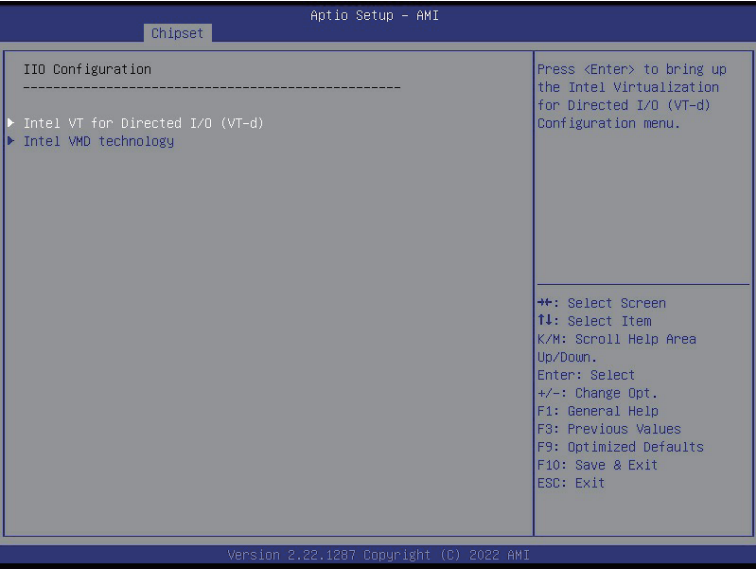 Aptio Setup – AMI
Chipset
IIO Configuration
--------------------------------------------------
▶ Intel VT for Directed I/O (VT-d)
▶ Intel VMD technology
Press <Enter> to bring up
the Intel Virtualization
for Directed I/O (VT-d)
Configuration menu.
→←: Select Screen
↑↓: Select Item
K/M: Scroll Help Area
Up/Down.
Enter: Select
+/-: Change Opt.
F1: General Help
F3: Previous Values
F9: Optimized Defaults
F10: Save & Exit
ESC: Exit
Version 2.22.1287 Copyright (C) 2022 AMI